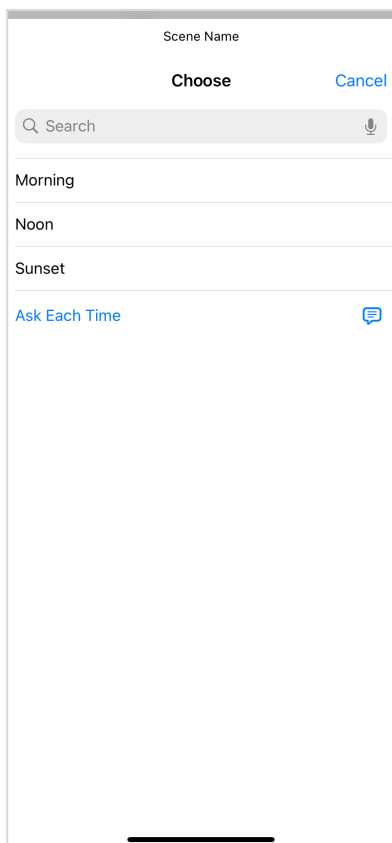 Scene Name
Choose Cancel
Search
Morning
Noon
Sunset
Ask Each Time